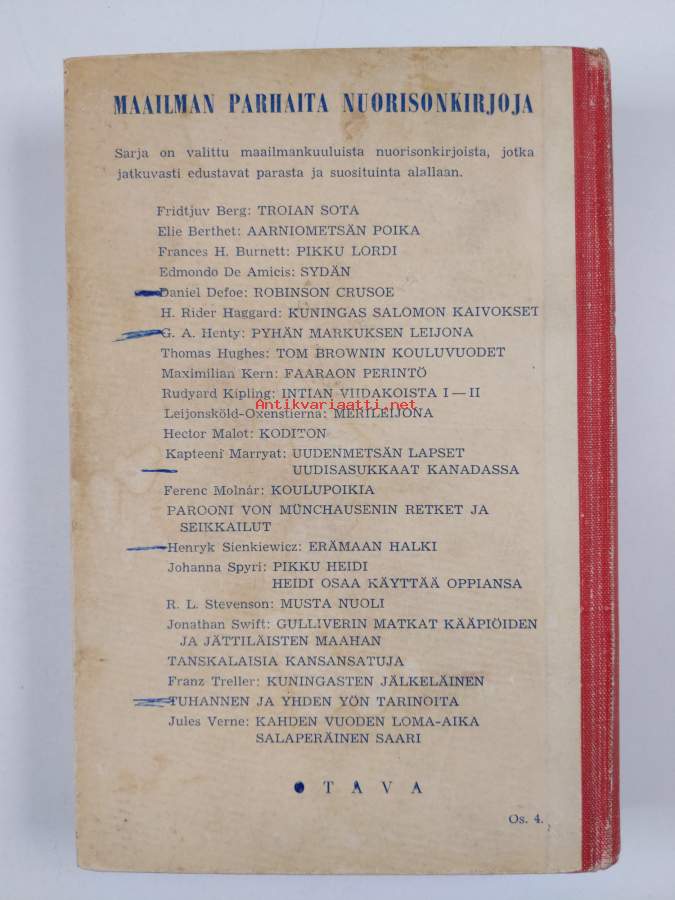 MAAILMAN PARHAITA NUORISONKIRJOJA
Sarja on valittu maailmankuuluista nuorisonkirjoista, jotka
jatkuvasti edustavat parasta ja suosituinta alallaan.
Fridtjuv Berg: TROIAN SOTA
Elie Berthet: AARNIOMETSÄN POIKA
Frances H. Burnett: PIKKU LORDI
Edmondo De Amicis: SYDÄN
Daniel Defoe: ROBINSON CRUSOE
H. Rider Haggard: KUNINGAS SALOMON KAIVOKSET
G. A. Henty: PYHÄN MARKUKSEN LEIJONA
Thomas Hughes: TOM BROWNIN KOULUVUODET
Maximilian Kern: FAARAON PERINTÖ
Rudyard Kipling: INTIAN VIIDAKOISTA I — II
Antikvariaatti.net
Leijonsköld-Oxenstierna: MERILEIJONA
Hector Malot: KODITON
Kapteeni Marryat: UUDENMETSÄN LAPSET
UUDISASUKKAAT KANADASSA
Ferenc Molnár: KOULUPOIKIA
PAROONI VON MÜNCHAUSENIN RETKET JA
SEIKKAILUT
Henryk Sienkiewicz: ERÄMAAN HALKI
Johanna Spyri: PIKKU HEIDI
HEIDI OSAA KÄYTTÄÄ OPPIANSA
R. L. Stevenson: MUSTA NUOLI
Jonathan Swift: GULLIVERIN MATKAT KÄÄPIÖIDEN
JA JÄTTILÄISTEN MAAHAN
TANSKALAISIA KANSANSATUJA
Franz Treller: KUNINGASTEN JÄLKELÄINEN
TUHANNEN JA YHDEN YÖN TARINOITA
Jules Verne: KAHDEN VUODEN LOMA-AIKA
SALAPERÄINEN SAARI
OTAVA
Os. 4.